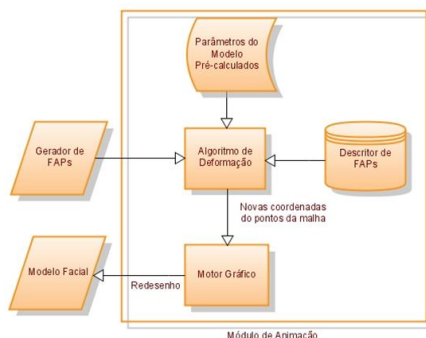 Parâmetros do
Modelo
Pré-calculados
Gerador de
FAPs
Algoritmo de
Deformação
Descritor de
FAPs
Novas coordenadas
do pontos da malha
Modelo Facial
Redesenho
Motor Gráfico
Módulo de Animação